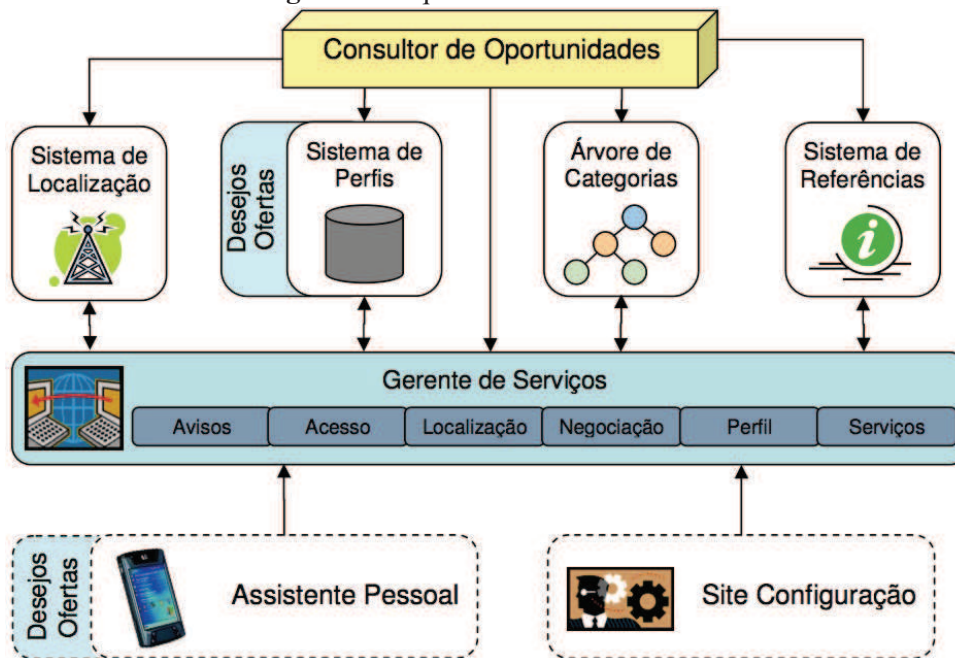 Consultor de Oportunidades
Sistema de
Localização
Desejos
Ofertas
Sistema de
Perfis
Árvore de
Categorias
Sistema de
Referências
Gerente de Serviços
Avisos
Acesso
Localização
Negociação
Perfil
Serviços
Desejos
Ofertas
Assistente Pessoal
Site Configuração